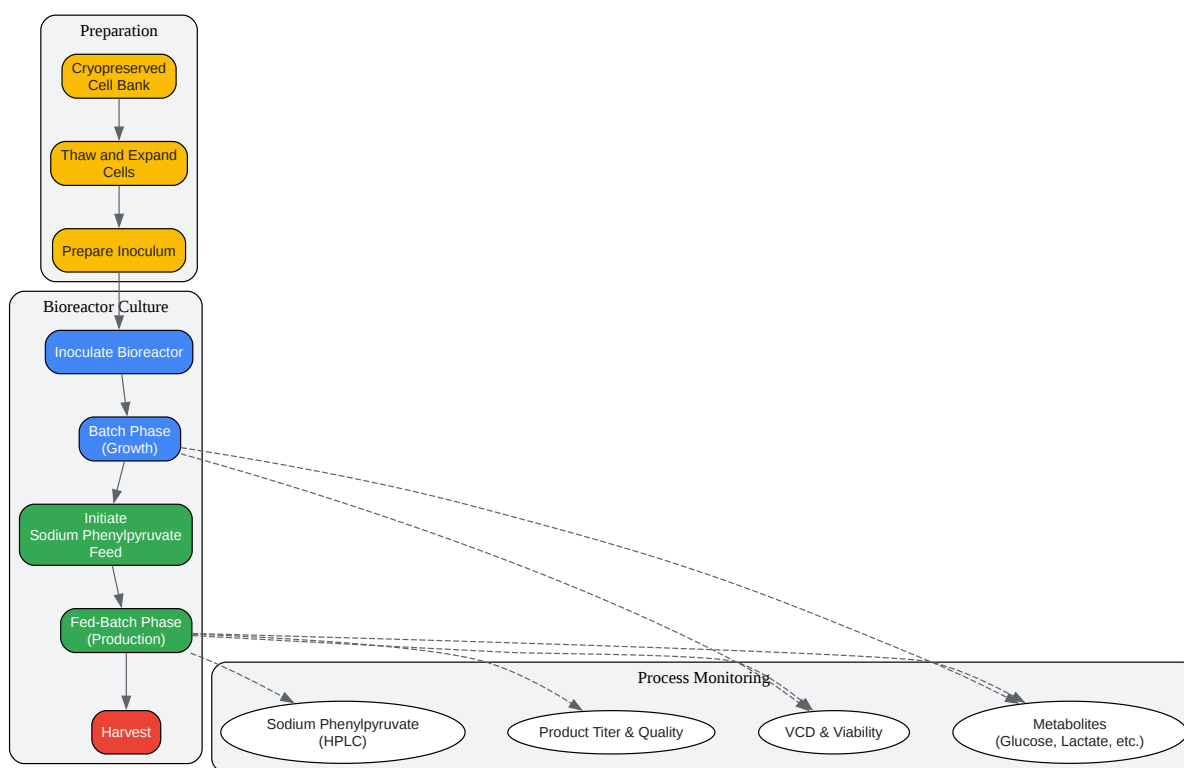 Preparation
Cryopreserved
Cell Bank
Thaw and Expand
Cells
Prepare Inoculum
Bioreactor Culture
Inoculate Bioreactor
Batch Phase
(Growth)
Initiate
Sodium Phenylpyruvate
Feed
Fed-Batch Phase
(Production)
Harvest
Process Monitoring
Sodium Phenylpyruvate
(HPLC)
Product Titer & Quality
VCD & Viability
Metabolites
(Glucose, Lactate, etc.)